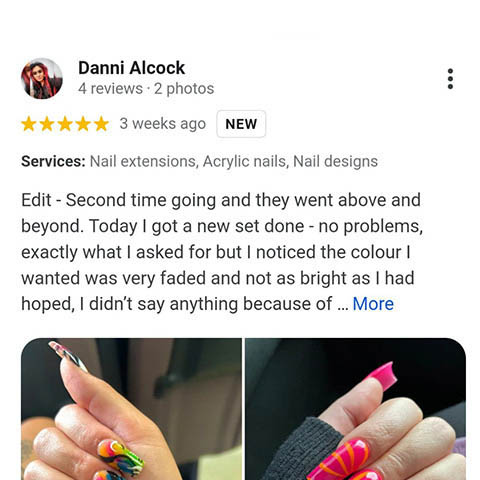 Danni Alcock
4 reviews · 2 photos
3 weeks ago NEW
Services: Nail extensions, Acrylic nails, Nail designs
Edit - Second time going and they went above and
beyond. Today I got a new set done - no problems,
exactly what I asked for but I noticed the colour I
wanted was very faded and not as bright as I had
hoped, I didn’t say anything because of ... More